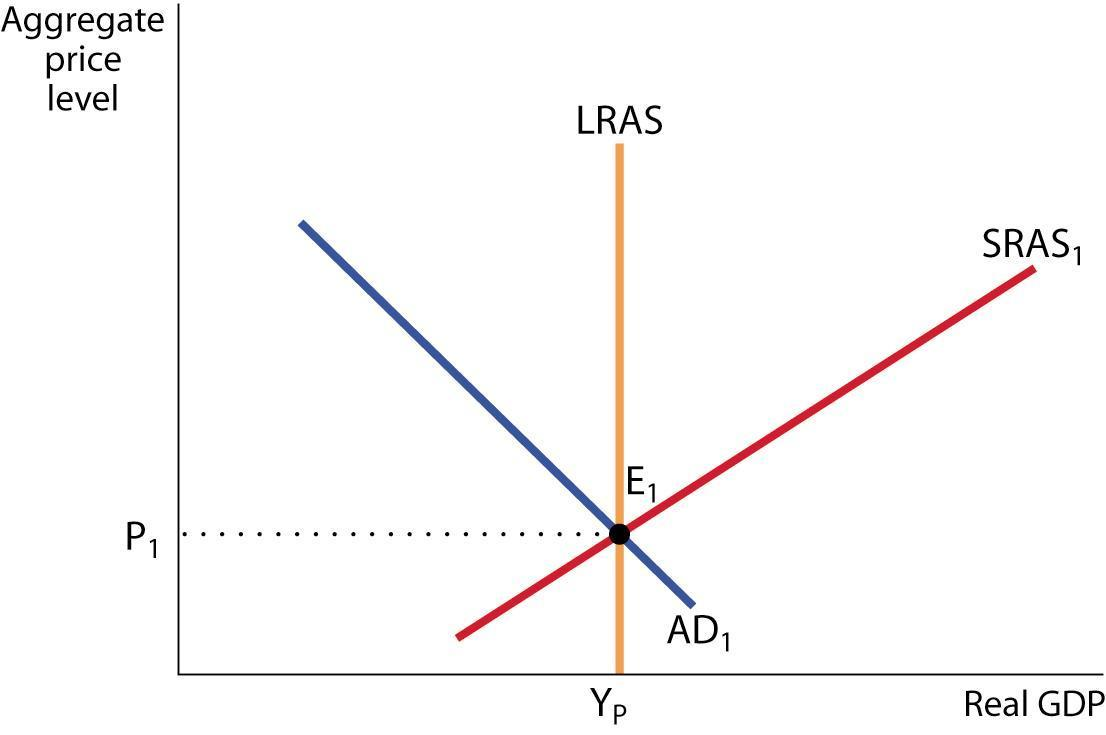 Aggregate
price
level
LRAS
SRAS₁
E₁
P₁
AD₁
Yₚ
Real GDP